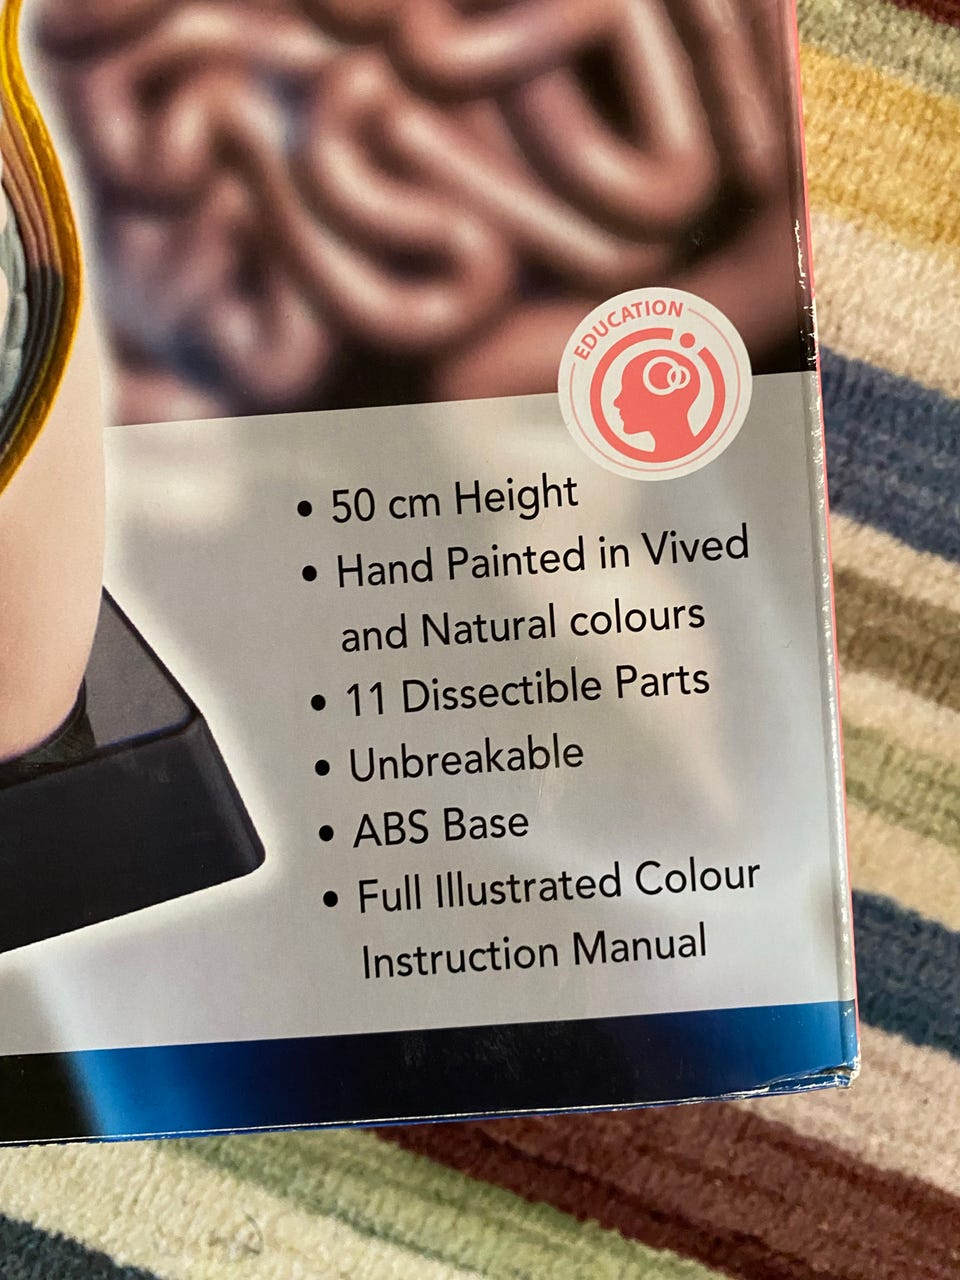 EDUCATION
• 50 cm Height
• Hand Painted in Vived
and Natural colours
• 11 Dissectible Parts
• Unbreakable
• ABS Base
• Full Illustrated Colour
Instruction Manual